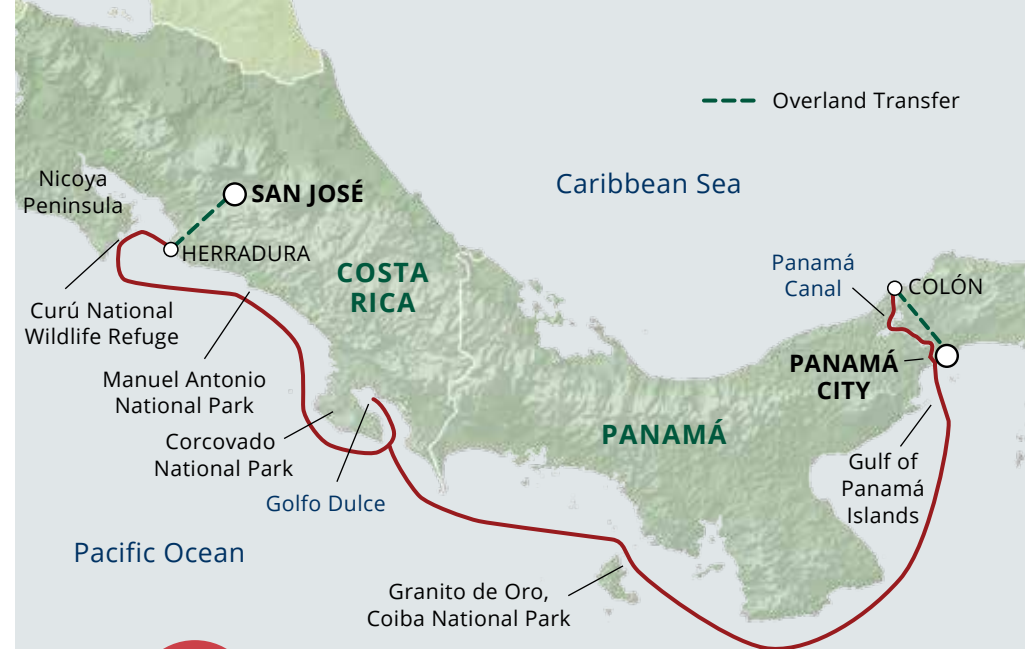 Overland Transfer
Caribbean Sea
Nicoya
Peninsula
SAN JOSÉ
HERRADURA
COSTA
RICA
Panamá
Canal
COLÓN
Curú National
Wildlife Refuge
PANAMÁ
CITY
Manuel Antonio
National Park
Corcovado
National Park
PANAMÁ
Golfo Dulce
Gulf of
Panamá
Islands
Pacific Ocean
Granito de Oro,
Coiba National Park